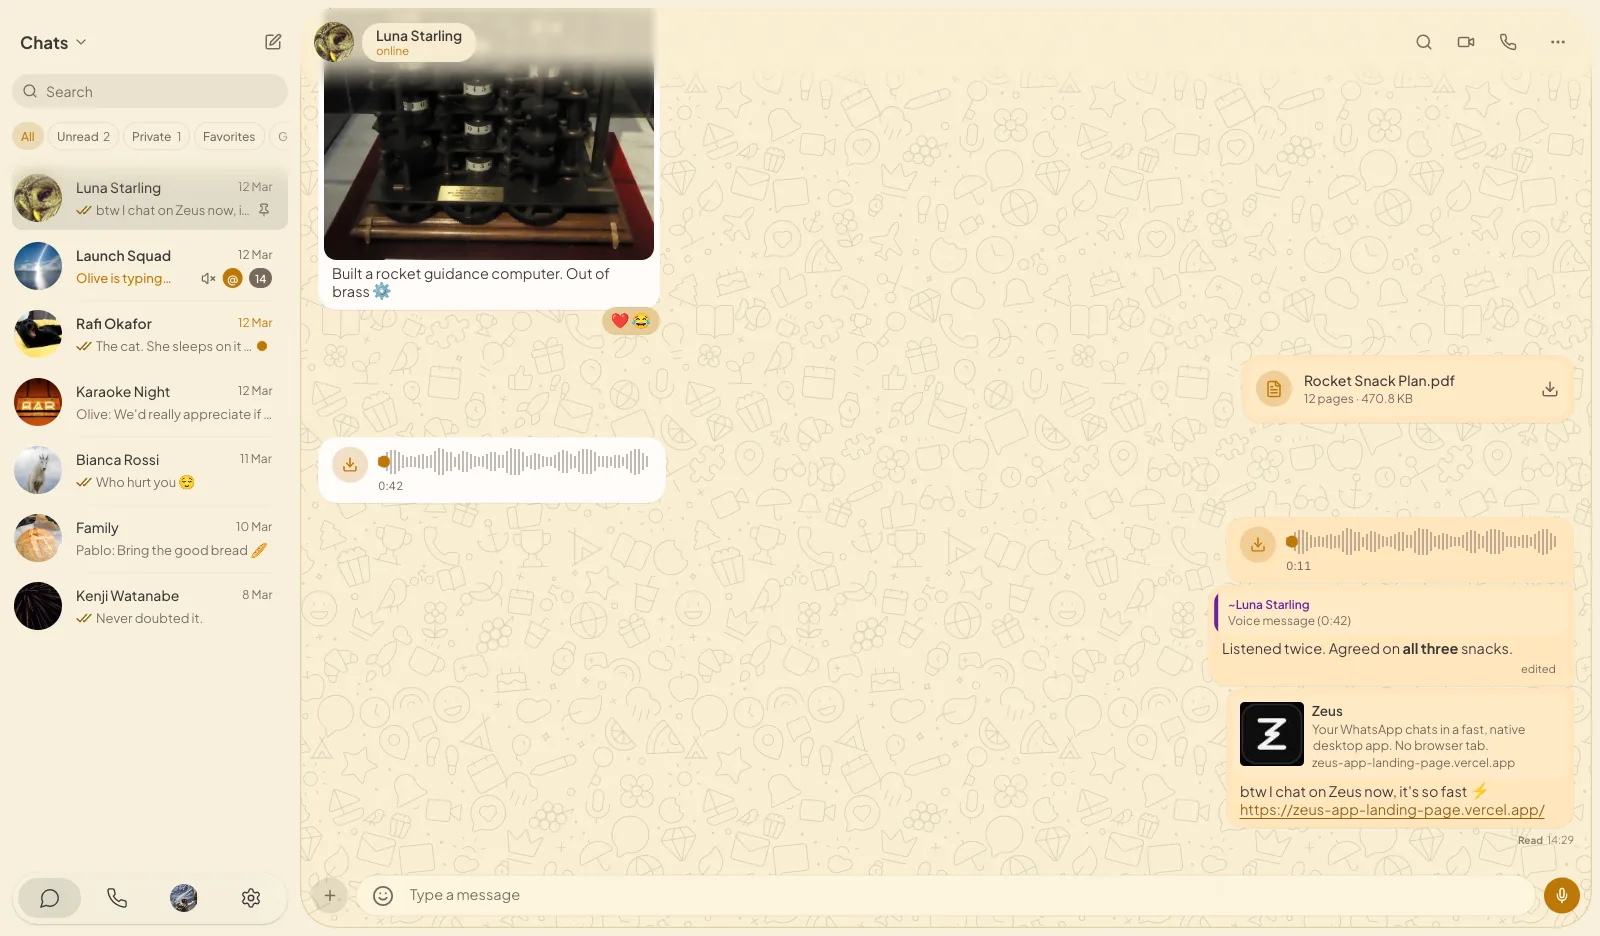 Chats
Search
All
Unread 2
Private 1
Favorites
G
Luna Starling
12 Mar
btw I chat on Zeus now, i...
Launch Squad
12 Mar
Olive is typing...
@
14
Rafi Okafor
12 Mar
The cat. She sleeps on it ...
Karaoke Night
12 Mar
Olive: We'd really appreciate if ...
Bianca Rossi
11 Mar
Who hurt you 😌
Family
10 Mar
Pablo: Bring the good bread 🥖
Kenji Watanabe
8 Mar
Never doubted it.
Luna Starling
online
Built a rocket guidance computer. Out of
brass ⚙️
❤️😂
Rocket Snack Plan.pdf
12 pages · 470.8 KB
0:42
0:11
~Luna Starling
Voice message (0:42)
Listened twice. Agreed on all three snacks.
edited
Zeus
Your WhatsApp chats in a fast, native
desktop app. No browser tab.
zeus-app-landing-page.vercel.app
btw I chat on Zeus now, it's so fast ⚡
https://zeus-app-landing-page.vercel.app/
Read 14:29
Type a message